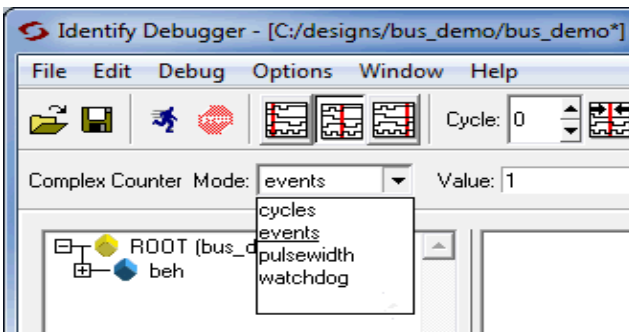 Identify Debugger - [C:/designs/bus_demo/bus_demo*]
File Edit Debug Options Window Help
Cycle: 0
Complex Counter Mode: events Value: 1
cycles
events
pulsewidth
watchdog
ROOT (bus_d
beh